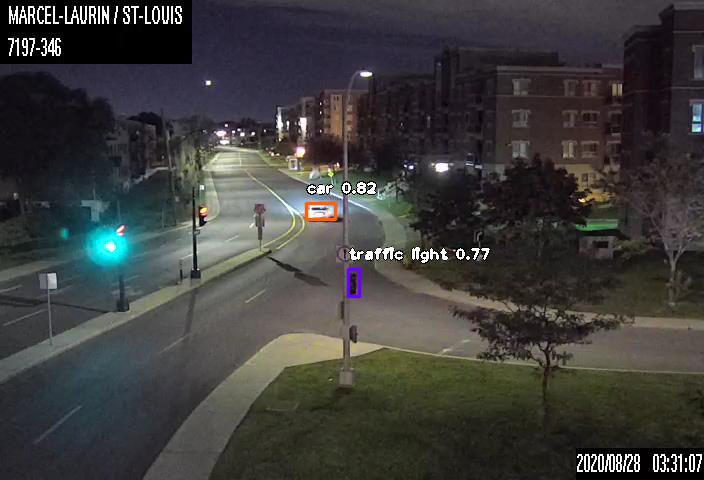 MARCEL-LAURIN / ST-LOUIS
7197-346
car 0.82
traffic light 0.77
2020/08/28 03:31:07